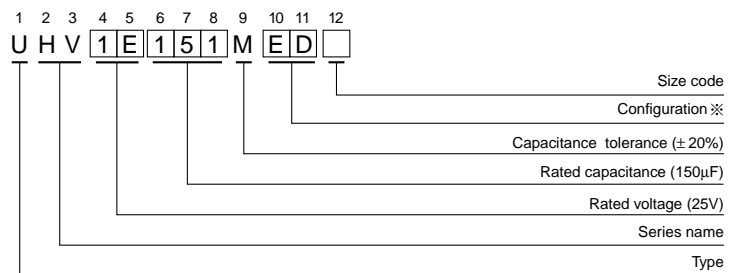 1 2 3 4 5 6 7 8 9 10 11 12
U H V 1 E 1 5 1 M E D
Size code
Configuration ※
Capacitance tolerance (± 20%)
Rated capacitance (150µF)
Rated voltage (25V)
Series name
Type